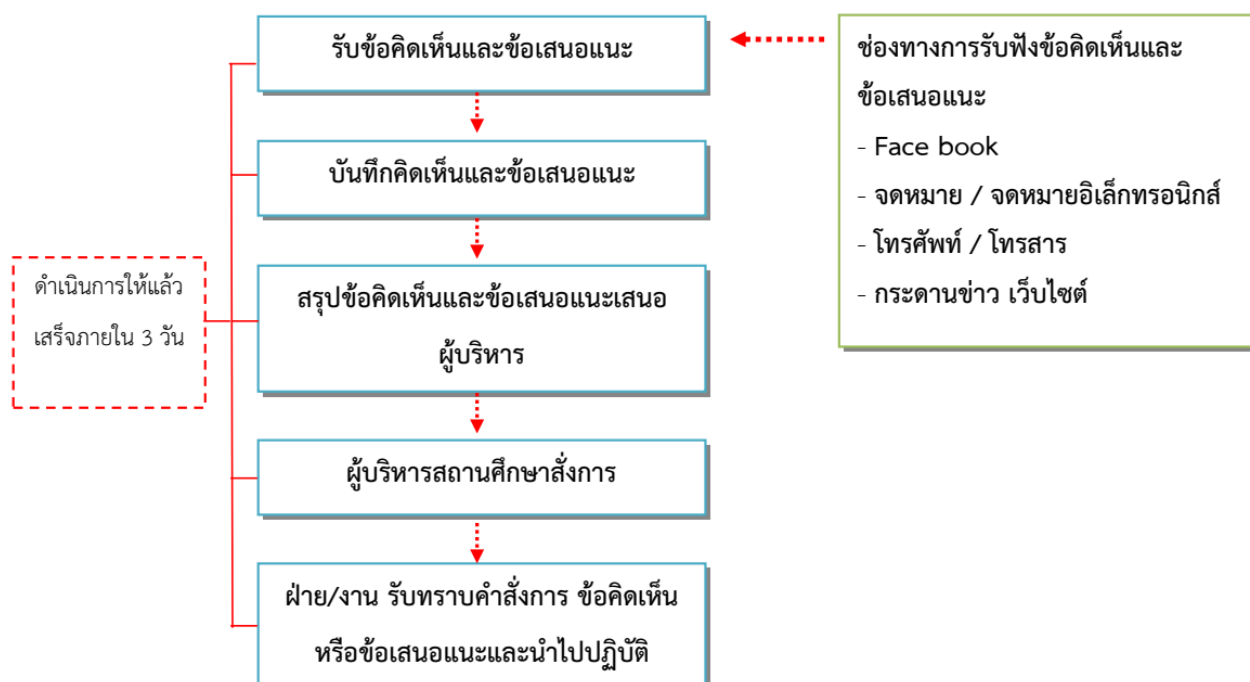 รับข้อคิดเห็นและข้อเสนอแนะ
บันทึกคิดเห็นและข้อเสนอแนะ
สรุปข้อคิดเห็นและข้อเสนอแนะเสนอ
ผู้บริหาร
ผู้บริหารสถานศึกษาสั่งการ
ฝ่าย/งาน รับทราบคำสั่งการ ข้อคิดเห็น
หรือข้อเสนอแนะและนำไปปฏิบัติ
ดำเนินการให้แล้ว
เสร็จภายใน 3 วัน
ช่องทางการรับฟังข้อคิดเห็นและ
ข้อเสนอแนะ
- Face book
- จดหมาย / จดหมายอิเล็กทรอนิกส์
- โทรศัพท์ / โทรสาร
- กระดานข่าว เว็บไซต์